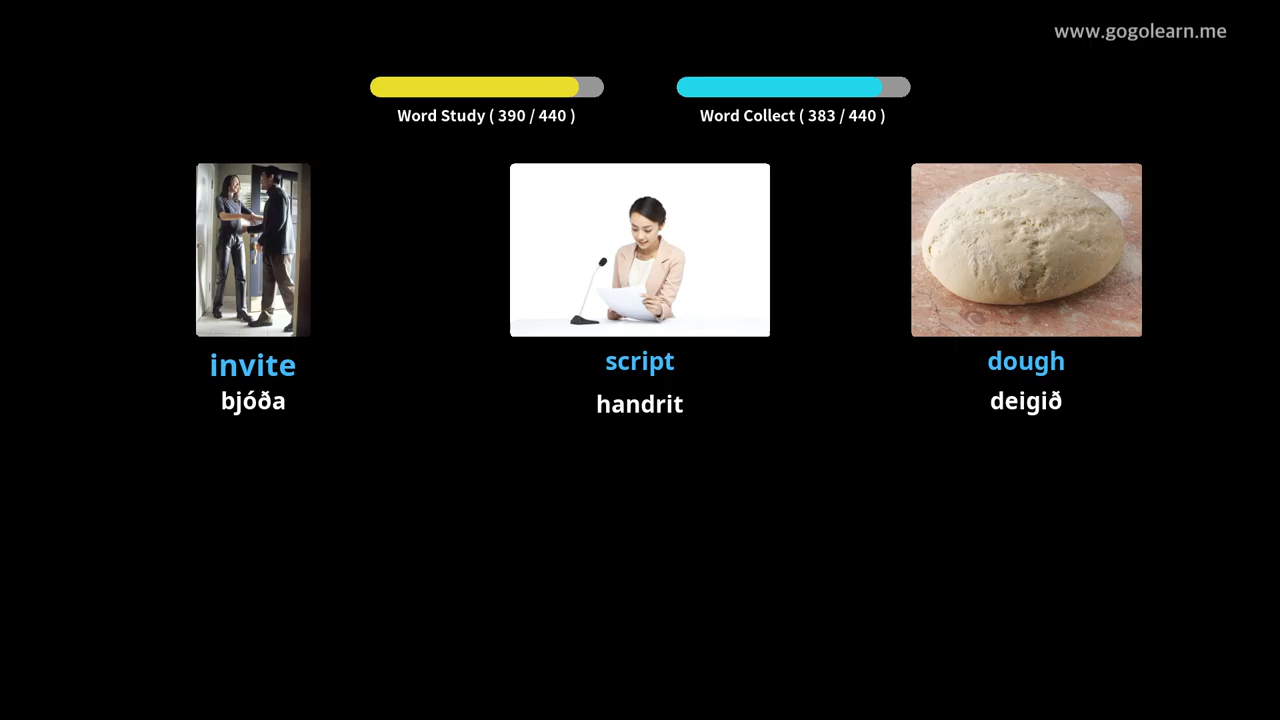 www.gogolearn.me
Word Study ( 390 / 440 )
Word Collect ( 383 / 440 )
invite
bjóða
script
handrit
dough
deigið